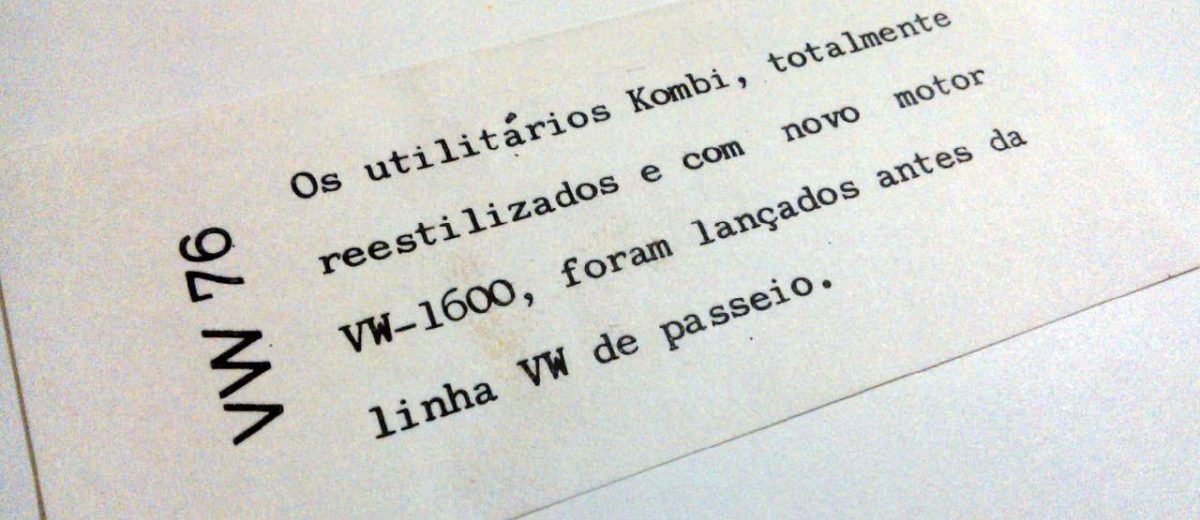 VW 76
Os utilitários Kombi, totalmente
reestilizados e com novo motor
VW-1600, foram lançados antes da
linha VW de passeio.